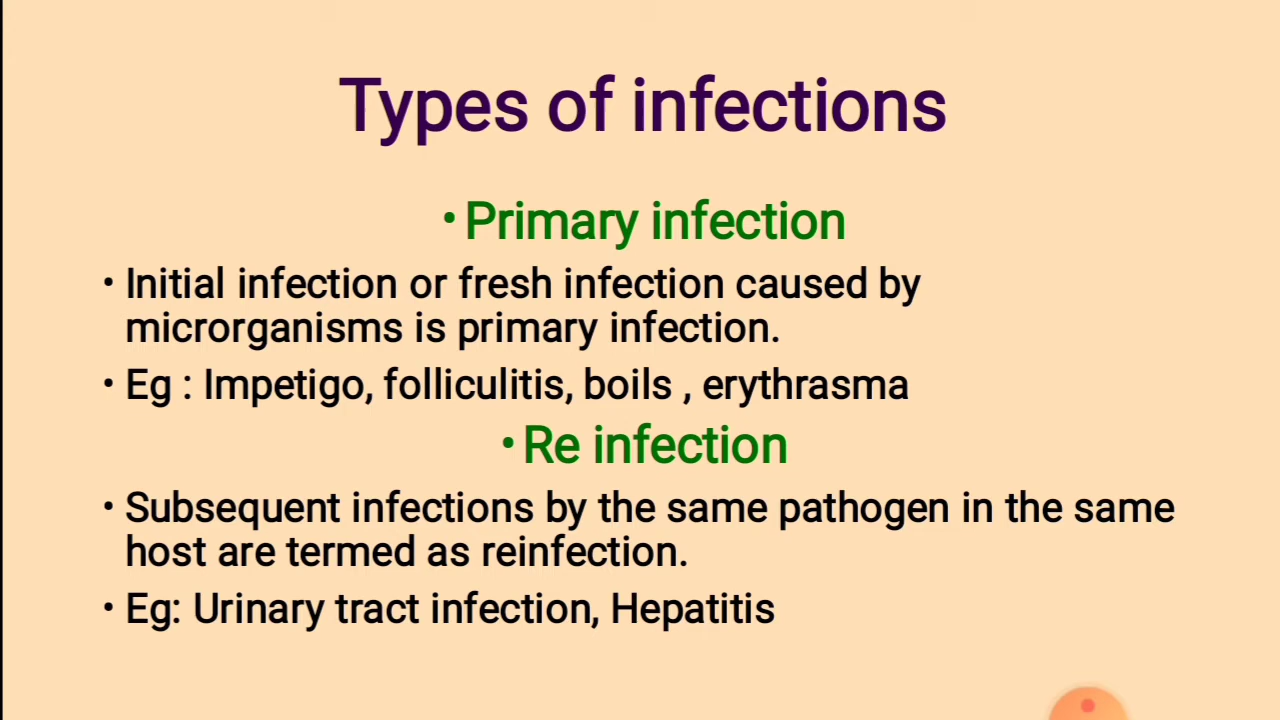 Types of infections
• Primary infection
• Initial infection or fresh infection caused by
microrganisms is primary infection.
• Eg : Impetigo, folliculitis, boils , erythrasma
• Re infection
• Subsequent infections by the same pathogen in the same
host are termed as reinfection.
• Eg: Urinary tract infection, Hepatitis